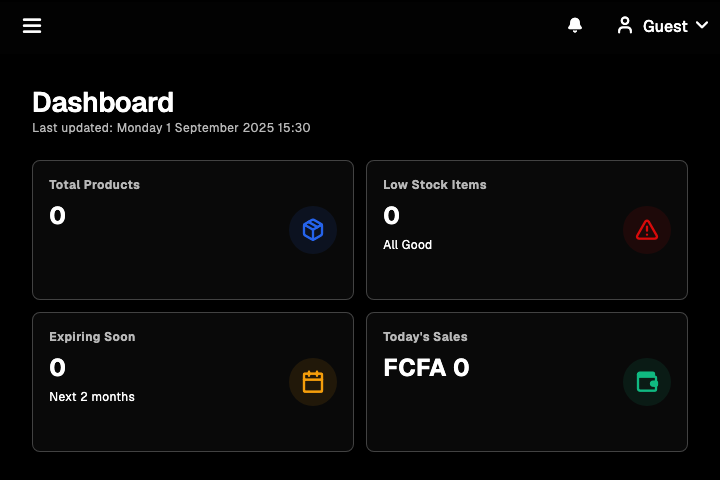 Guest
Dashboard
Last updated: Monday 1 September 2025 15:30
Total Products
0
Low Stock Items
0
All Good
Expiring Soon
0
Next 2 months
Today's Sales
FCFA 0